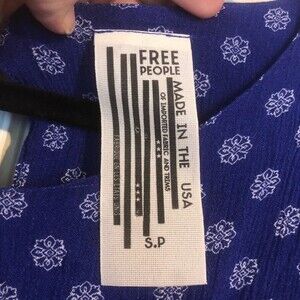 FREE
PEOPLE
MADE IN THE USA
OF IMPORTED FABRIC AND TRIMS
S.P